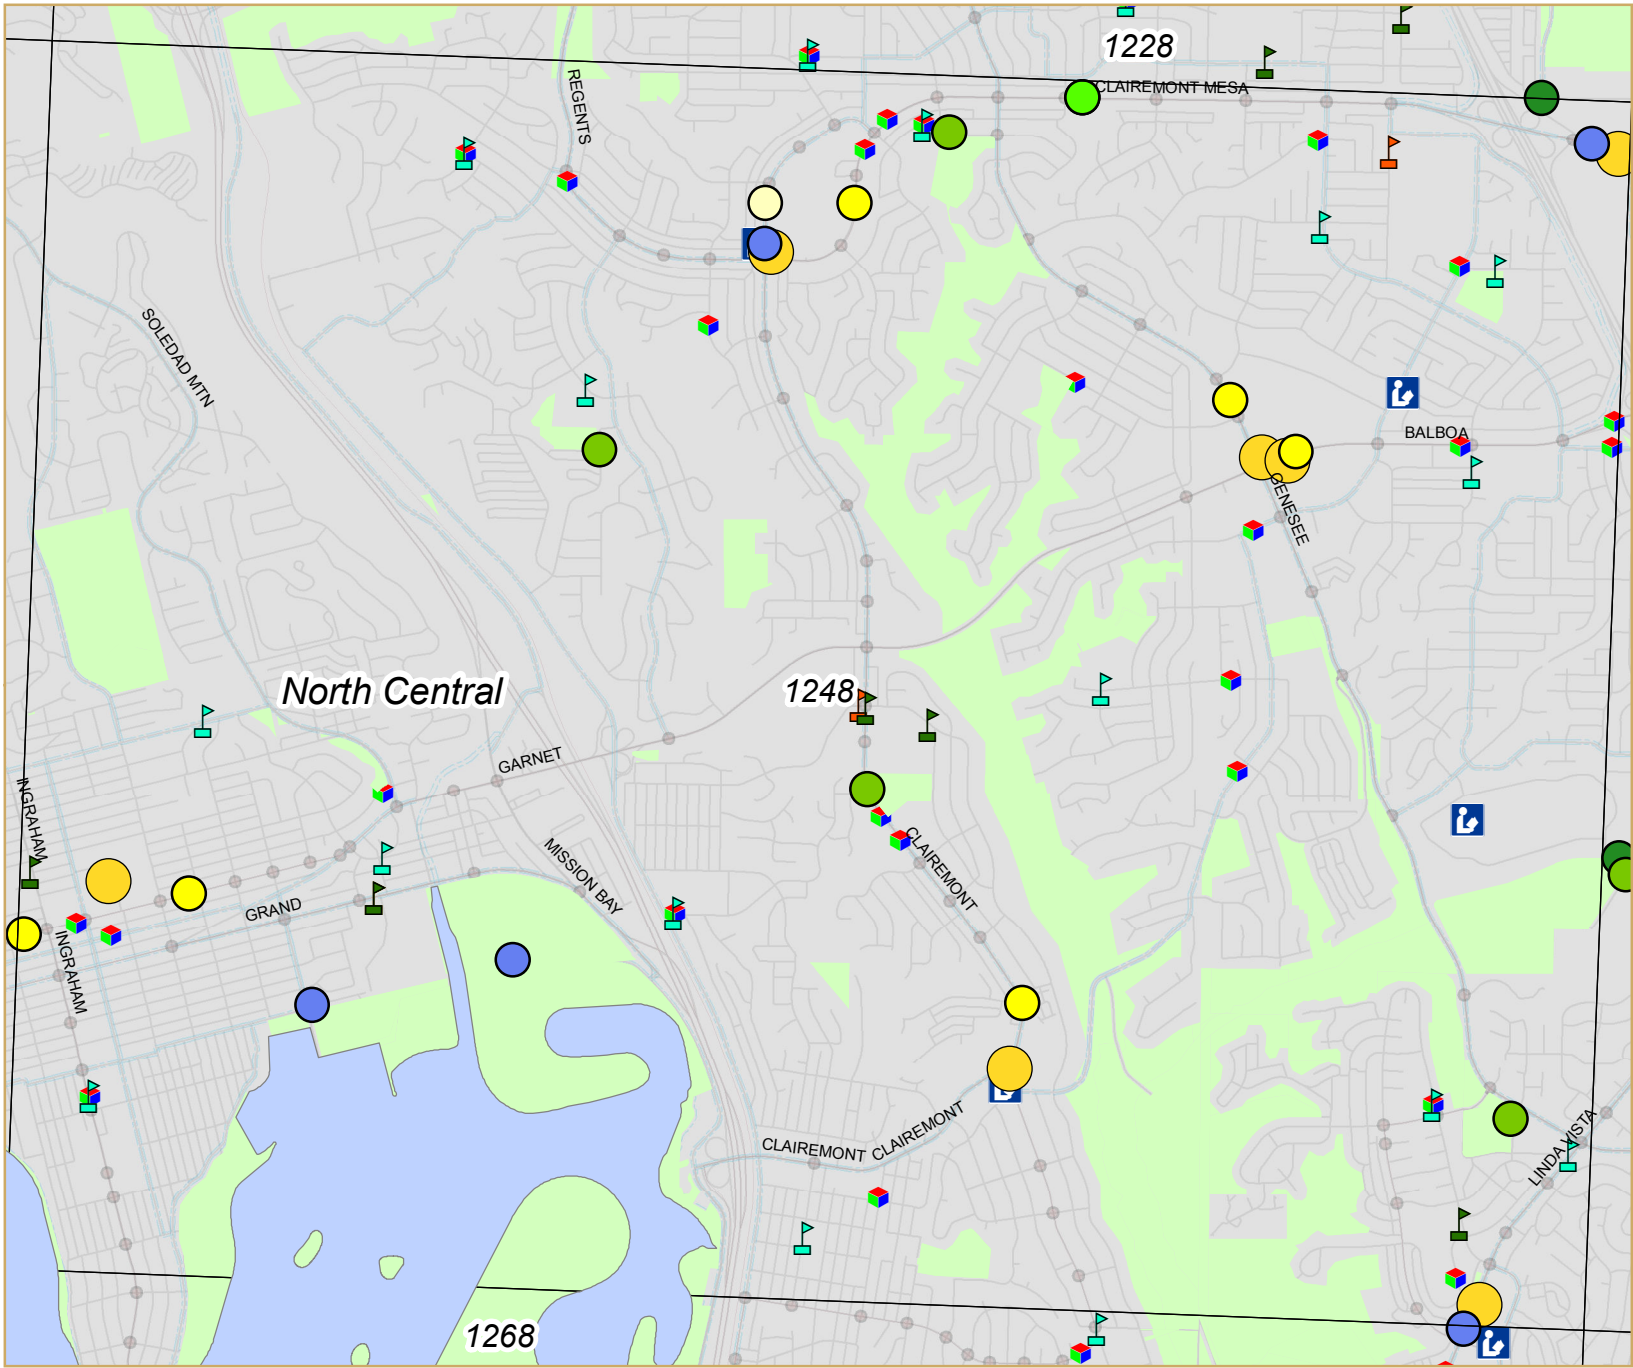 1228
CLAIREMONT MESA
REGENTS
SOLEDAD MTN
BALBOA
GENESEE
North Central
1248
GARNET
INGRAHAM
MISSION BAY
CLAIREMONT
GRAND
INGRAHAM
CLAIREMONT
CLAIREMONT
LINDA VISTA
1268